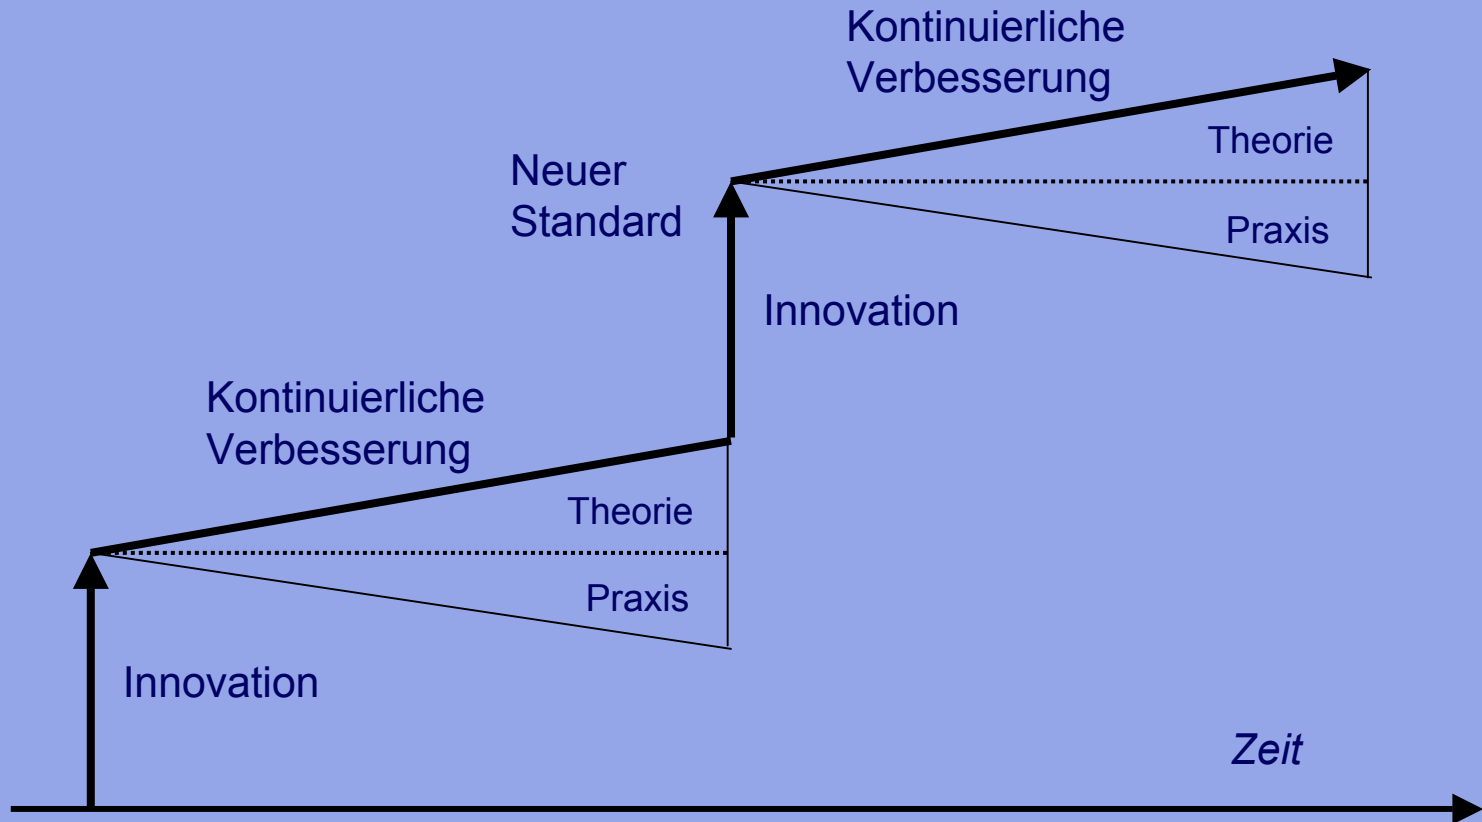 Kontinuierliche
Verbesserung
Theorie
Neuer
Standard
Praxis
Innovation
Kontinuierliche
Verbesserung
Theorie
Praxis
Innovation
Zeit